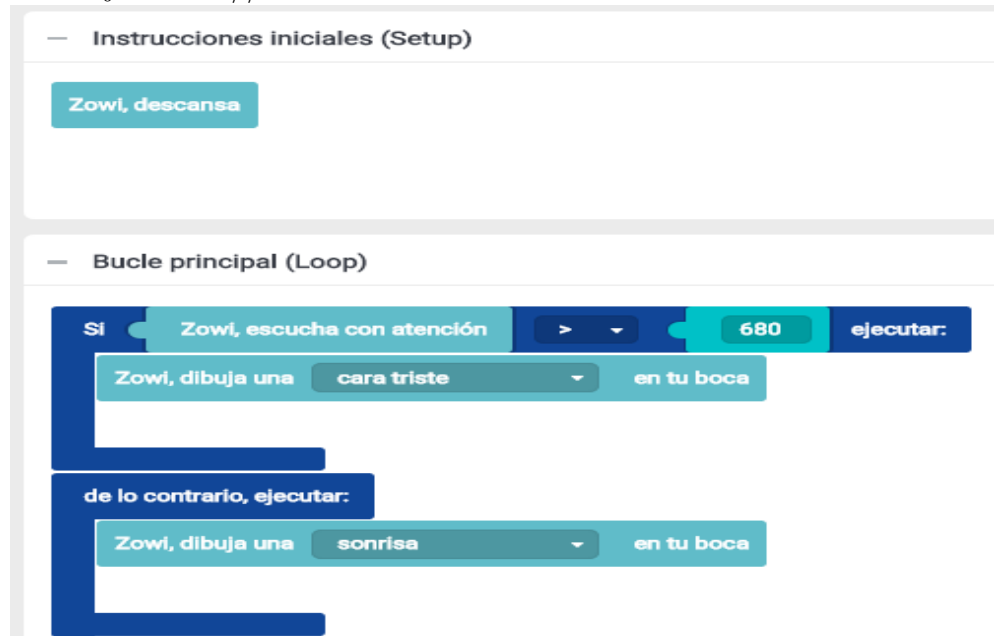 Instrucciones iniciales (Setup)
Zowi, descansa
Bucle principal (Loop)
Si Zowi, escucha con atención > 680 ejecutar:
Zowi, dibuja una cara triste en tu boca
de lo contrario, ejecutar:
Zowi, dibuja una sonrisa en tu boca